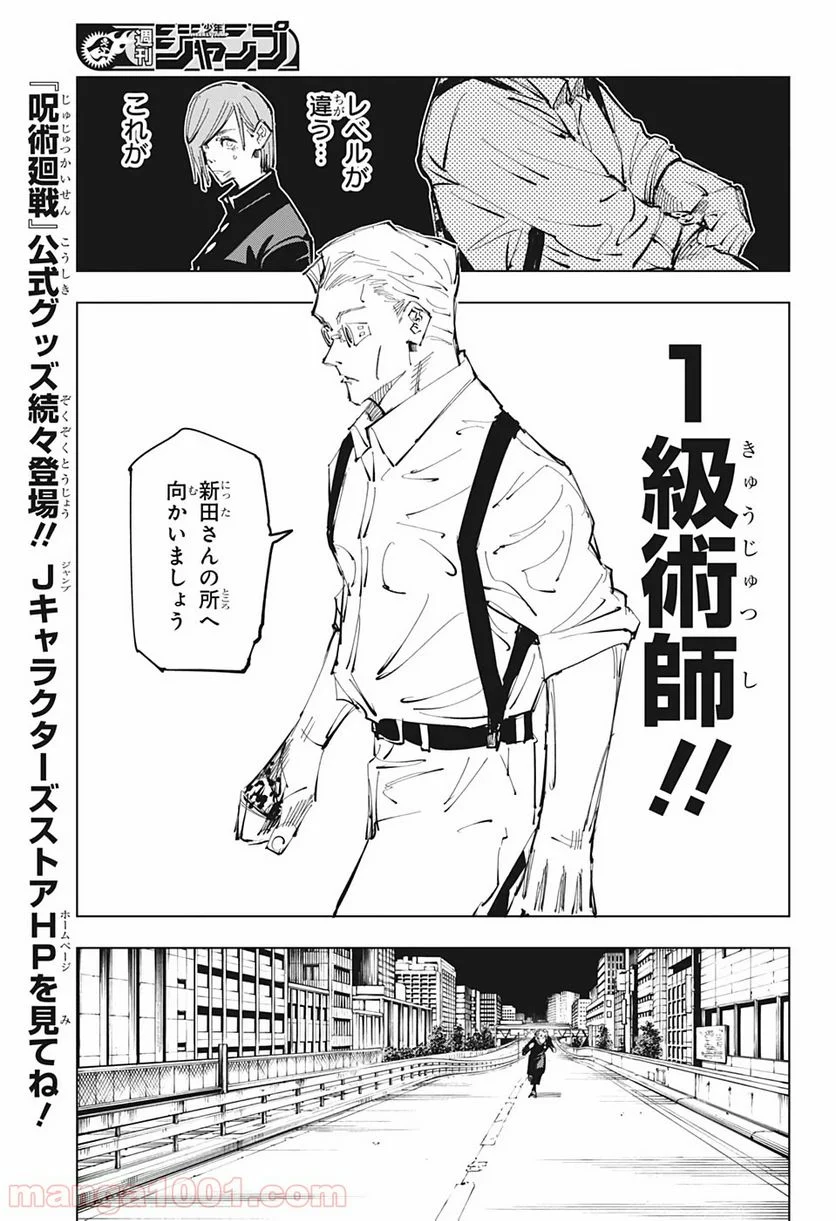 週刊
少年
ジャンプ
レベルが
違う…
これが
1級術師!!
新田さんの所へ
向かいましょう
『呪術廻戦』公式グッズ続々登場!! JキャラクターズストアHPを見てね!
manga1001.com